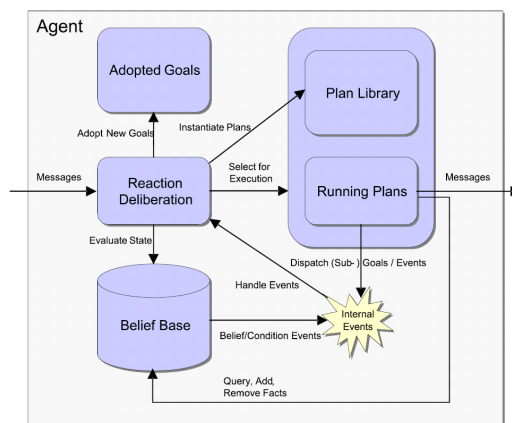 Agent
Adopted Goals
Plan Library
Adopt New Goals
Instantiate Plans
Messages
Reaction
Deliberation
Select for
Execution
Running Plans
Messages
Evaluate State
Dispatch (Sub-) Goals / Events
Handle Events
Belief Base
Internal
Events
Belief/Condition Events
Query, Add,
Remove Facts